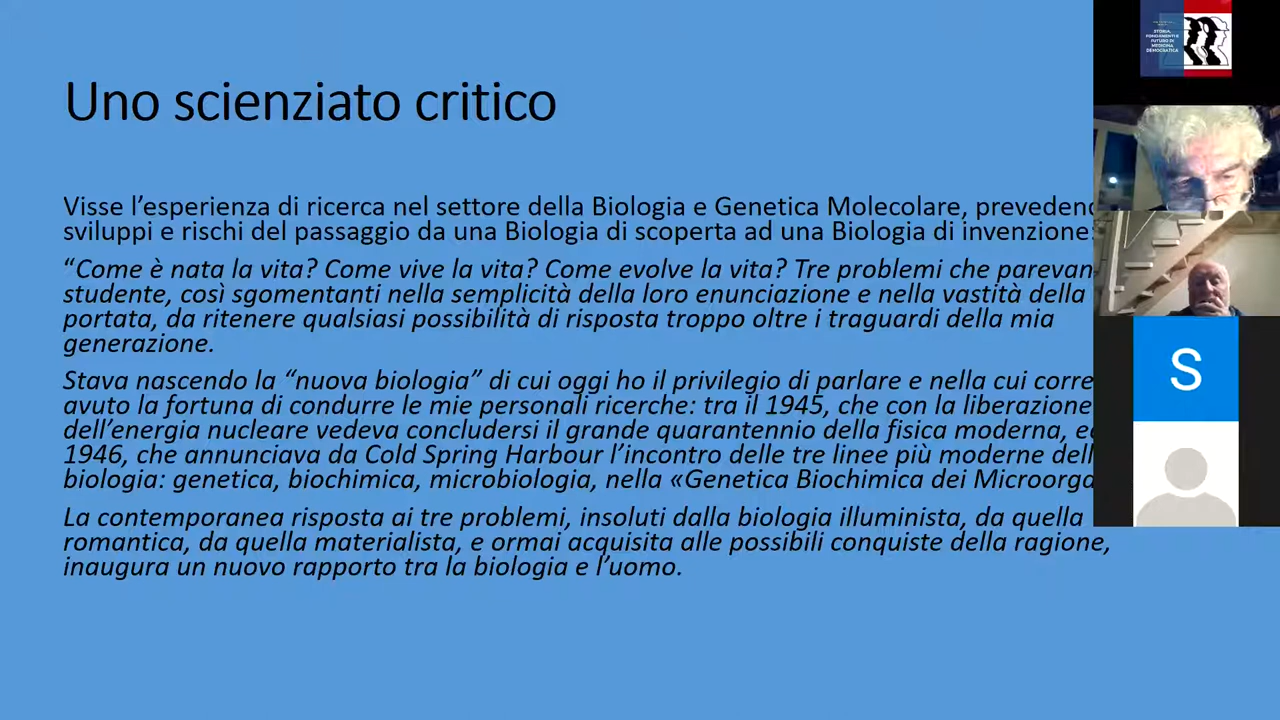 Uno scienziato critico
Visse l’esperienza di ricerca nel settore della Biologia e Genetica Molecolare,
sviluppi e rischi del passaggio da una Biologia di scoperta ad una Biologia di invenzione:
“Come è nata la vita? Come vive la vita? Come evolve la vita? Tre problemi che
studente, così sgomentanti nella semplicità della loro enunciazione e nella vastità della
portata, da ritenere qualsiasi possibilità di risposta troppo oltre i traguardi della mia
generazione.
Stava nascendo la “nuova biologia” di cui oggi ho il privilegio di parlare e nella cui
avuto la fortuna di condurre le mie personali ricerche: tra il 1945, che con la liberazione
dell’energia nucleare vedeva concludersi il grande quarantennio della fisica moderna,
1946, che annunciava da Cold Spring Harbour l’incontro delle tre linee più moderne
biologia: genetica, biochimica, microbiologia, nella «Genetica Biochimica dei
La contemporanea risposta ai tre problemi, insoluti dalla biologia illuminista, da quella
romantica, da quella materialista, e ormai acquisita alle possibili conquiste della ragione,
inaugura un nuovo rapporto tra la biologia e l’uomo.
STORIA,
FONDAMENTI E
FUTURO DI
MEDICINA
DEMOCRATICA
S